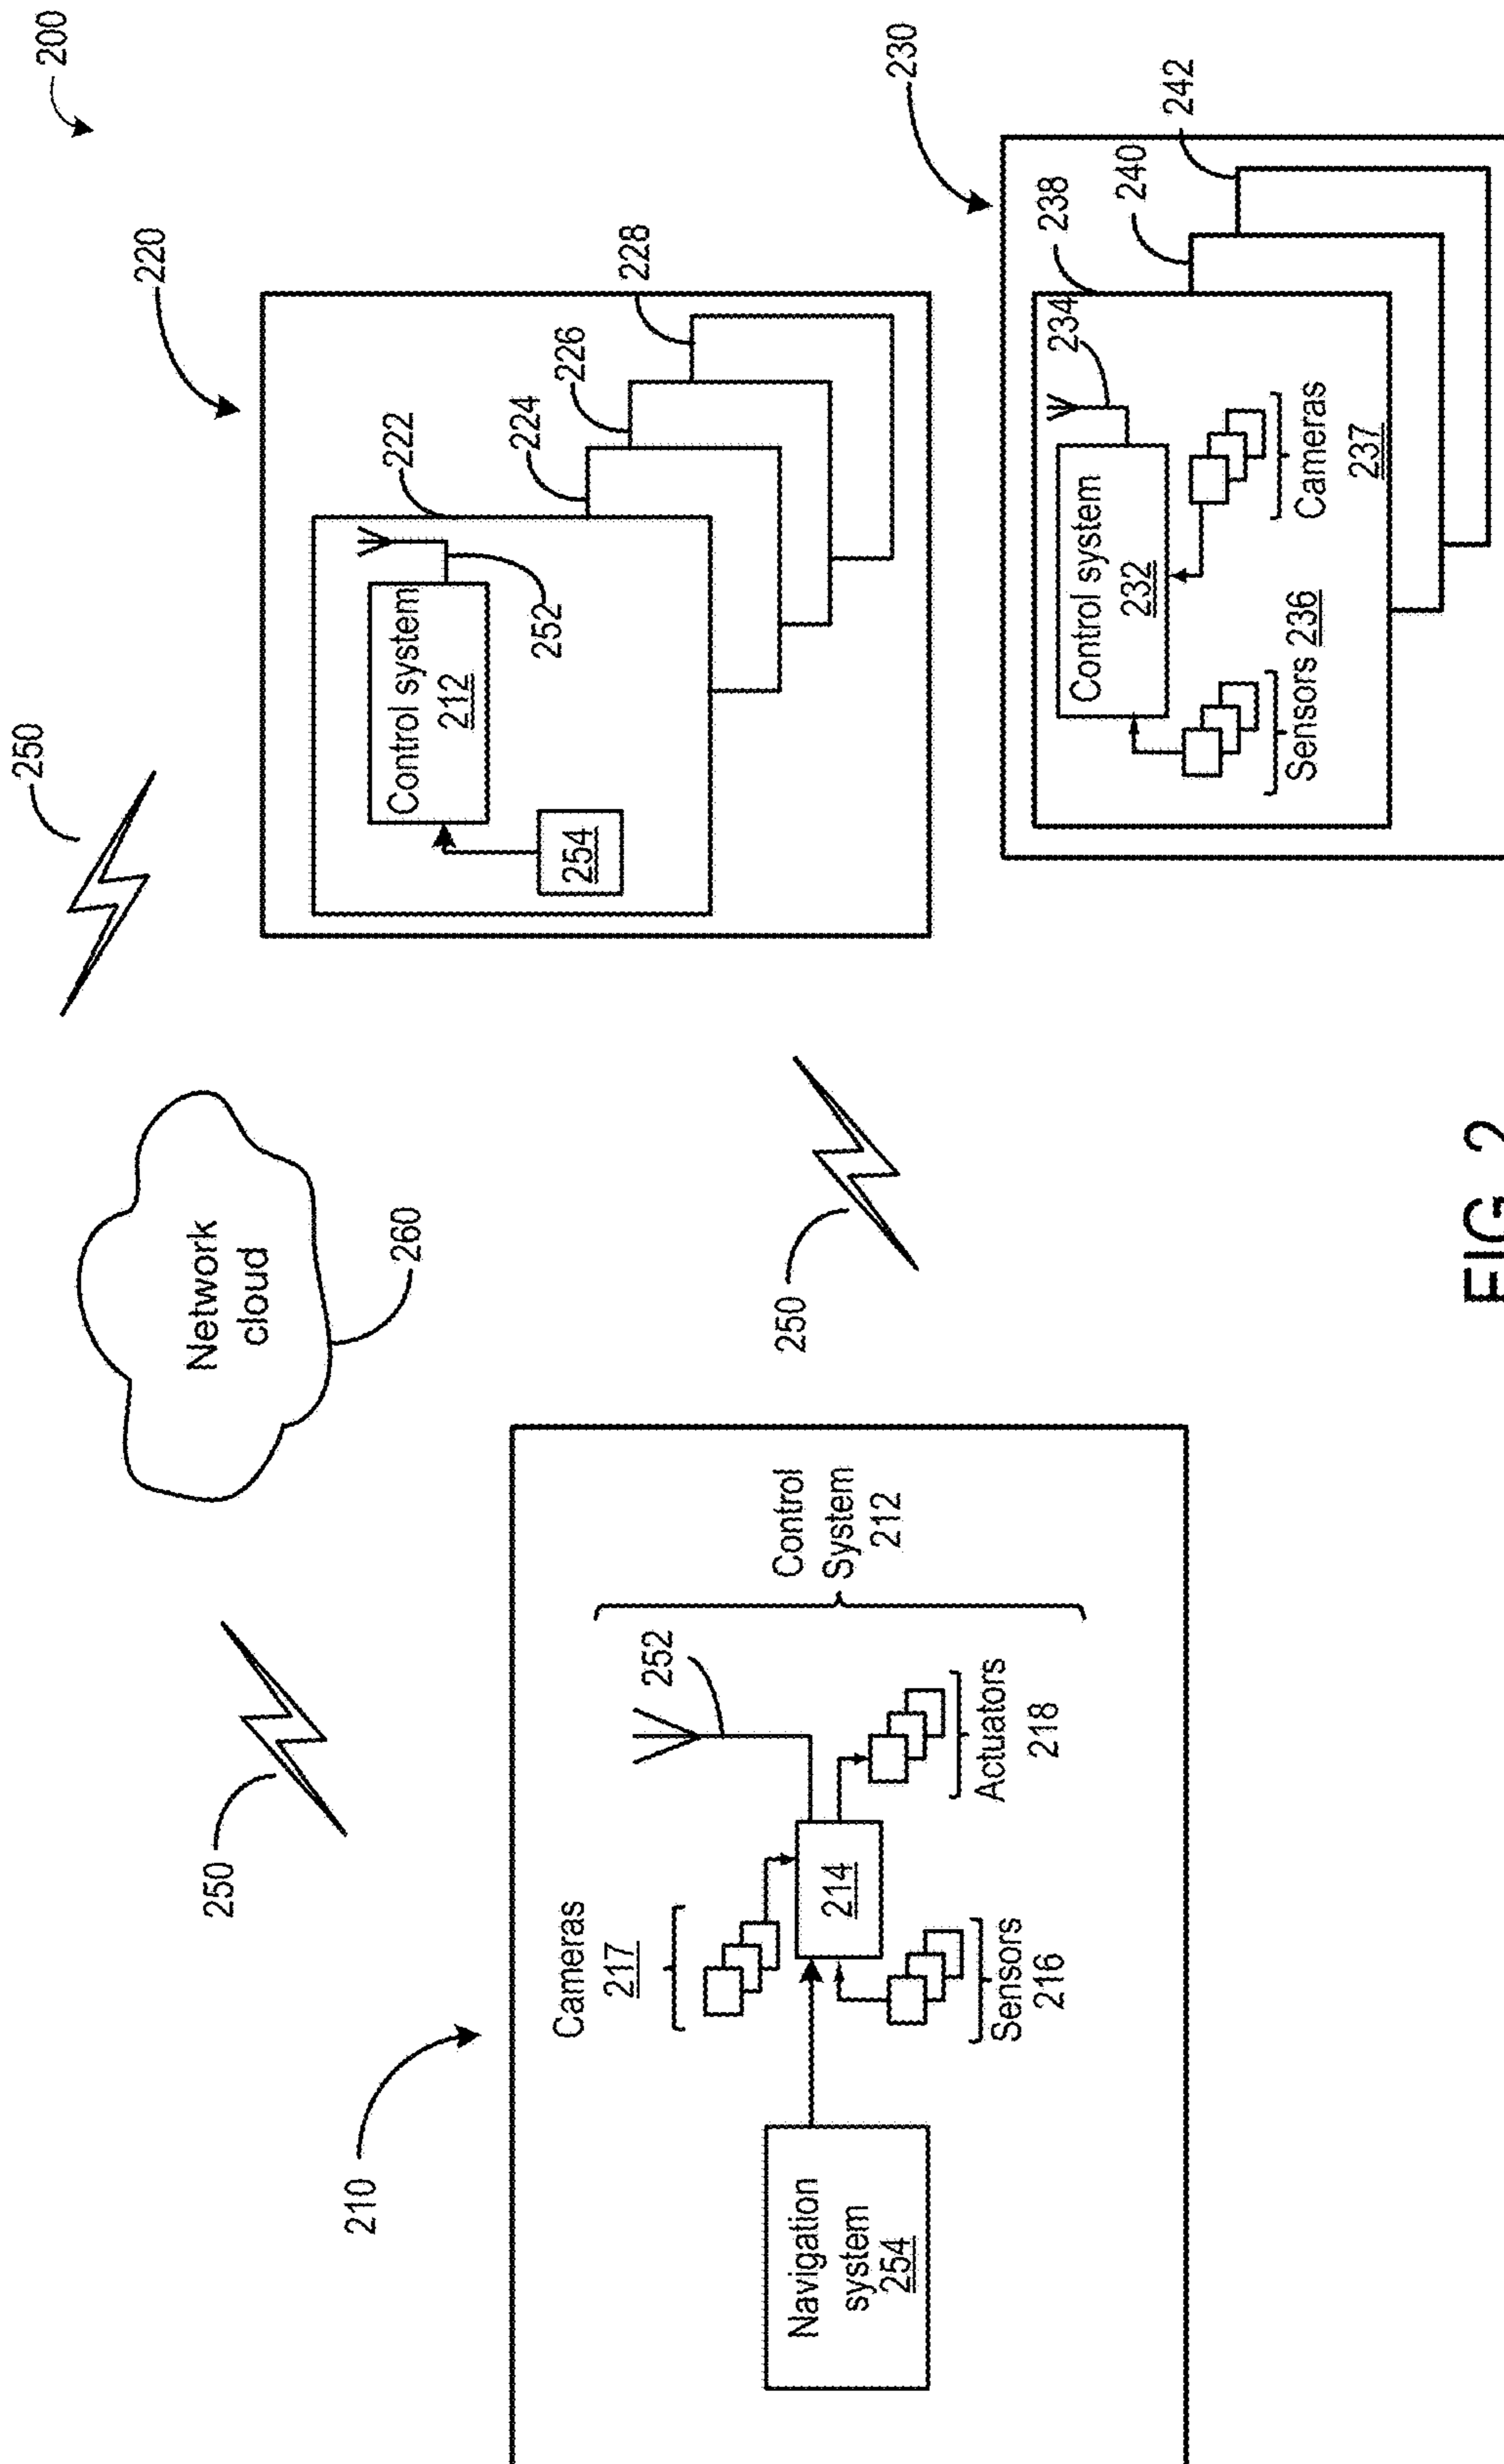 200
250
Network
cloud
260
250
250
210
Navigation
system
254
Cameras
217
214
Sensors
216
252
Actuators
218
Control
System
212
220
222
224
226
228
Control system
212
252
254
230
238
240
242
234
Control system
232
Sensors 236
Cameras
237
FIG. 2